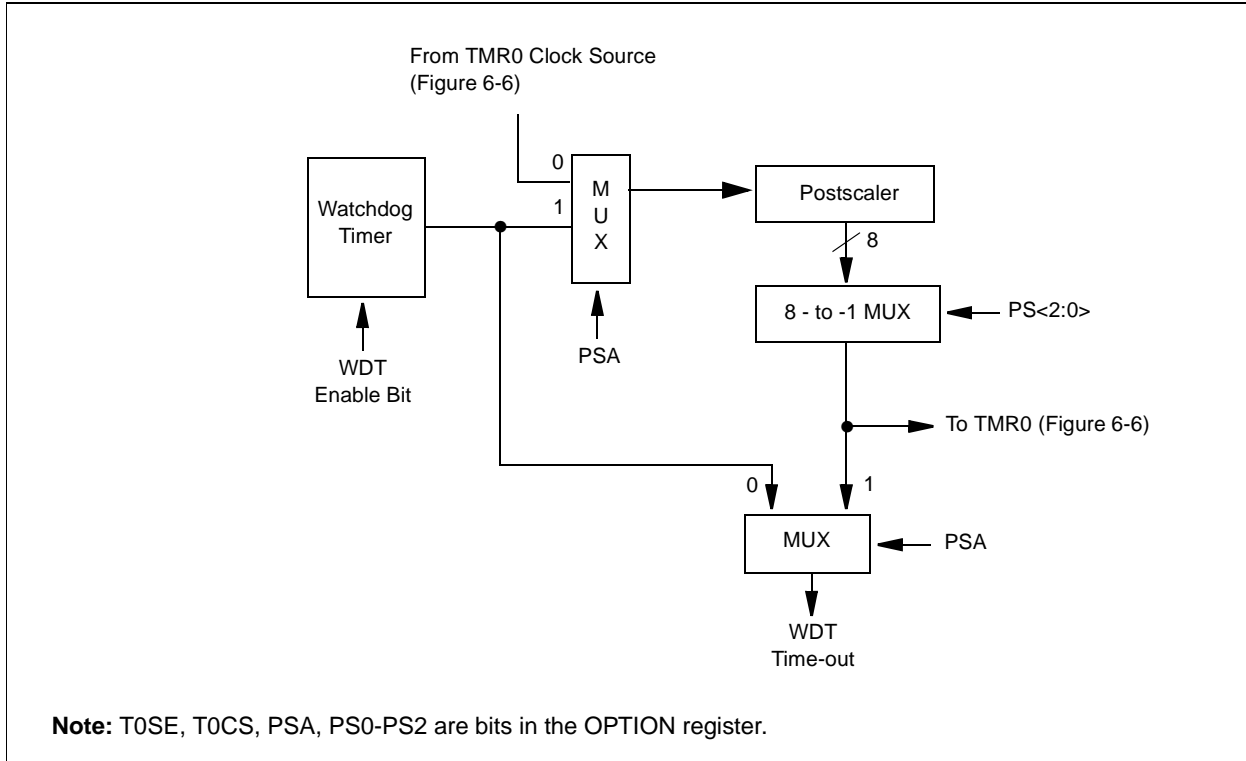 From TMR0 Clock Source
(Figure 6-6)
0
M
U
X
1
Watchdog
Timer
Postscaler
8
8 - to -1 MUX
PS<2:0>
PSA
WDT
Enable Bit
To TMR0 (Figure 6-6)
0
1
MUX
PSA
WDT
Time-out
Note: T0SE, T0CS, PSA, PS0-PS2 are bits in the OPTION register.